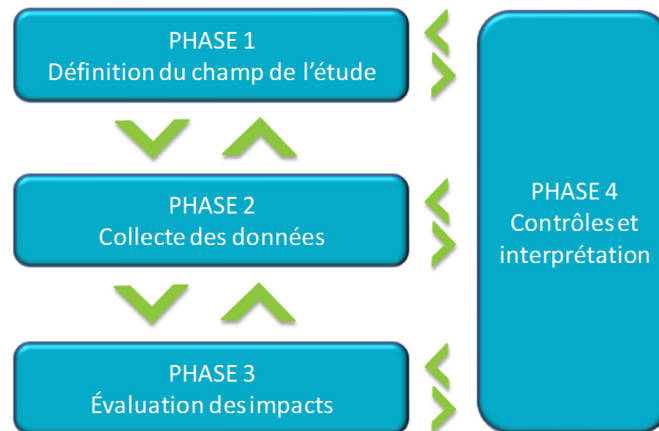 PHASE 1
Définition du champ de l'étude
PHASE 2
Collecte des données
PHASE 3
Évaluation des impacts
PHASE 4
Contrôles et
interprétation